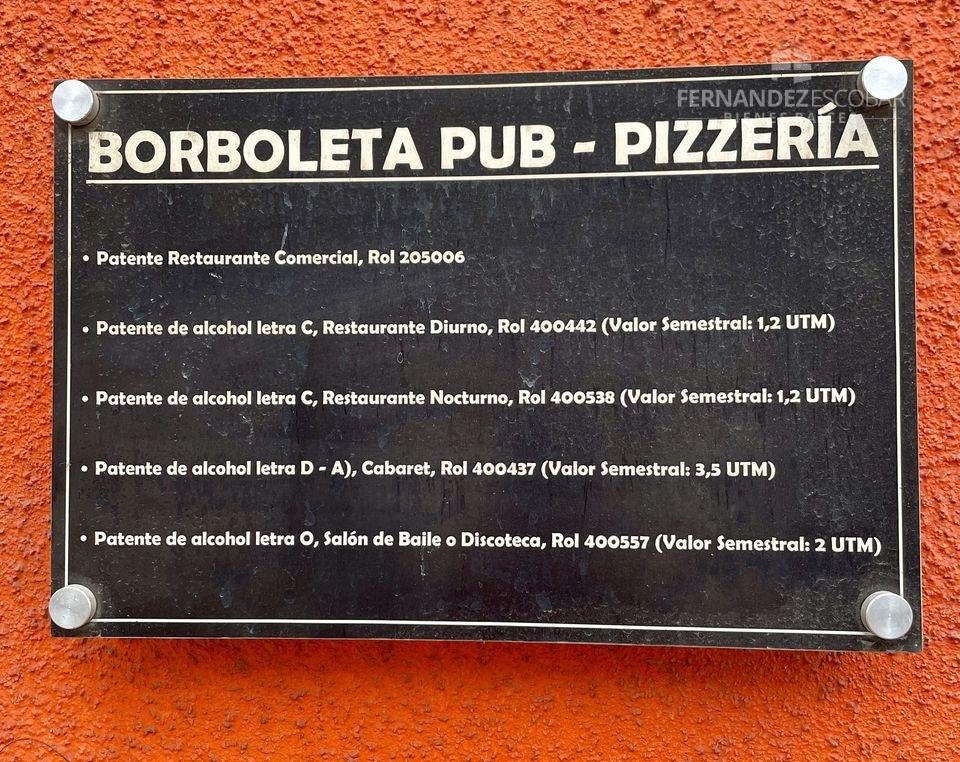 FERNANDEZESCOBAR
BORBOLETA PUB - PIZZERÍA
• Patente Restaurante Comercial, Rol 205006
• Patente de alcohol letra C, Restaurante Diurno, Rol 400442 (Valor Semestral: 1,2 UTM)
• Patente de alcohol letra C, Restaurante Nocturno, Rol 400538 (Valor Semestral: 1,2 UTM)
• Patente de alcohol letra D - A), Cabaret, Rol 400437 (Valor Semestral: 3,5 UTM)
• Patente de alcohol letra O, Salón de Baile o Discoteca, Rol 400557 (Valor Semestral: 2 UTM)